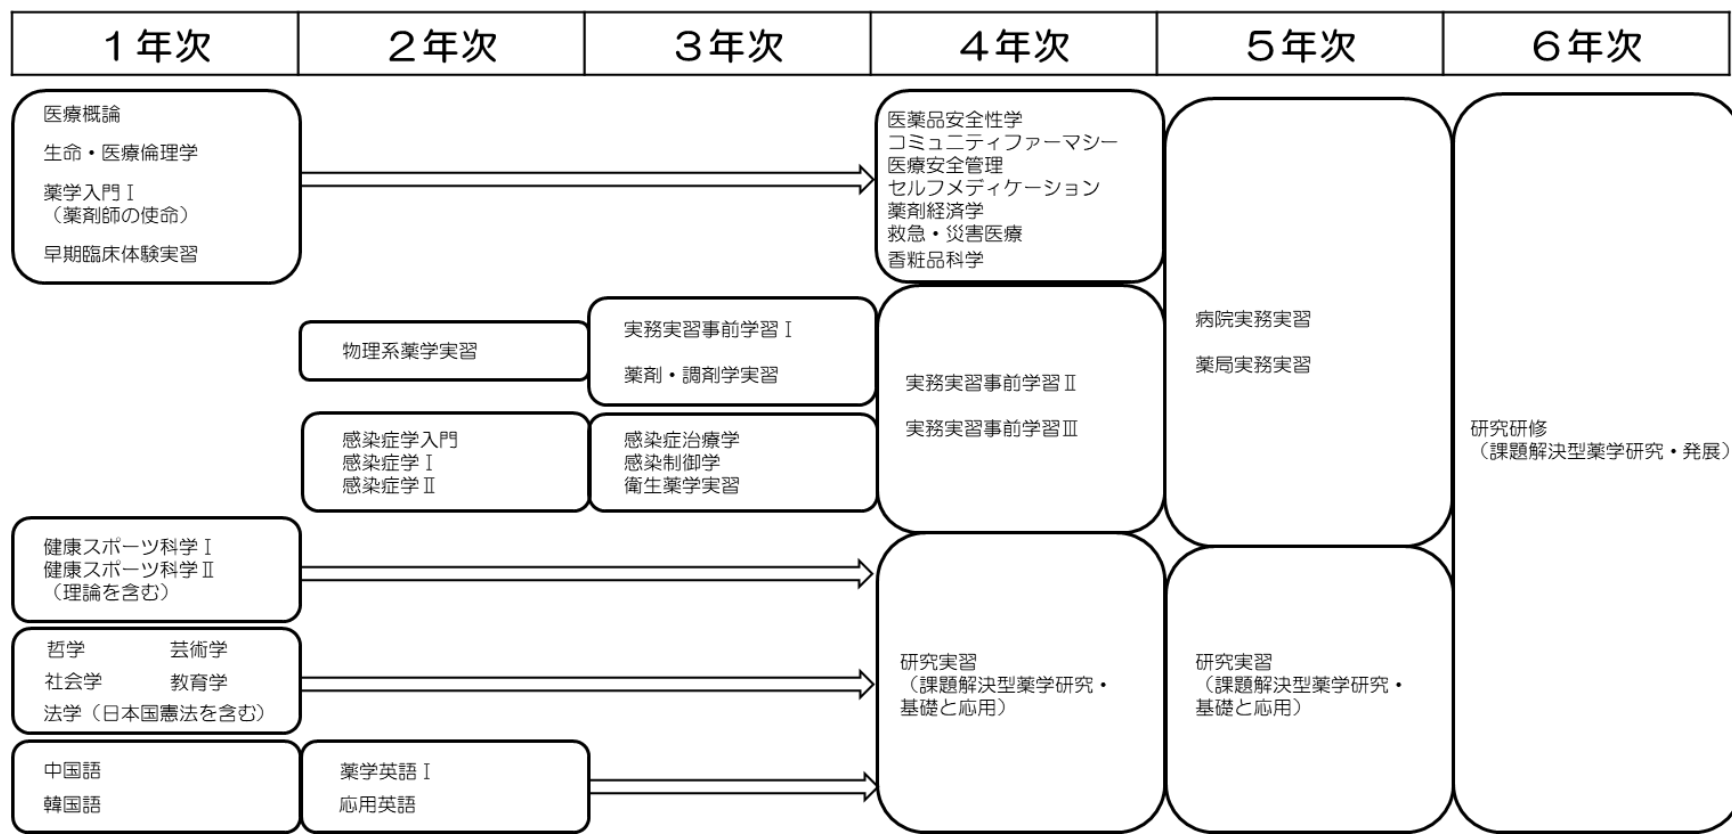 1年次
2年次
3年次
4年次
5年次
6年次
医療概論
生命・医療倫理学
薬学入門Ⅰ
（薬剤師の使命）
早期臨床体験実習
医薬品安全性学
コミュニティファーマシー
医療安全管理
セルフメディケーション
薬剤経済学
救急・災害医療
香粧品科学
物理系薬学実習
実務実習事前学習Ⅰ
薬剤・調剤学実習
実務実習事前学習Ⅱ
実務実習事前学習Ⅲ
病院実務実習
薬局実務実習
感染症学入門
感染症学Ⅰ
感染症学Ⅱ
感染症治療学
感染制御学
衛生薬学実習
研究研修
（課題解決型薬学研究・発展）
健康スポーツ科学Ⅰ
健康スポーツ科学Ⅱ
（理論を含む）
哲学 芸術学
社会学 教育学
法学（日本国憲法を含む）
研究実習
（課題解決型薬学研究・
基礎と応用）
研究実習
（課題解決型薬学研究・
基礎と応用）
中国語
韓国語
薬学英語Ⅰ
応用英語